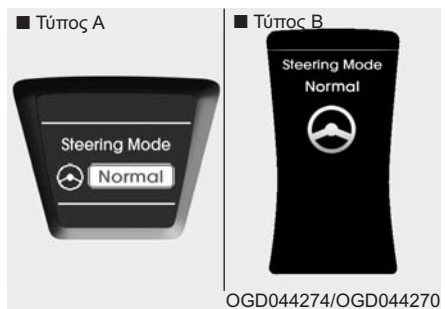 ■ Τύπος A
Steering Mode
Normal
■ Τύπος B
Steering Mode
Normal
OGD044274/OGD044270